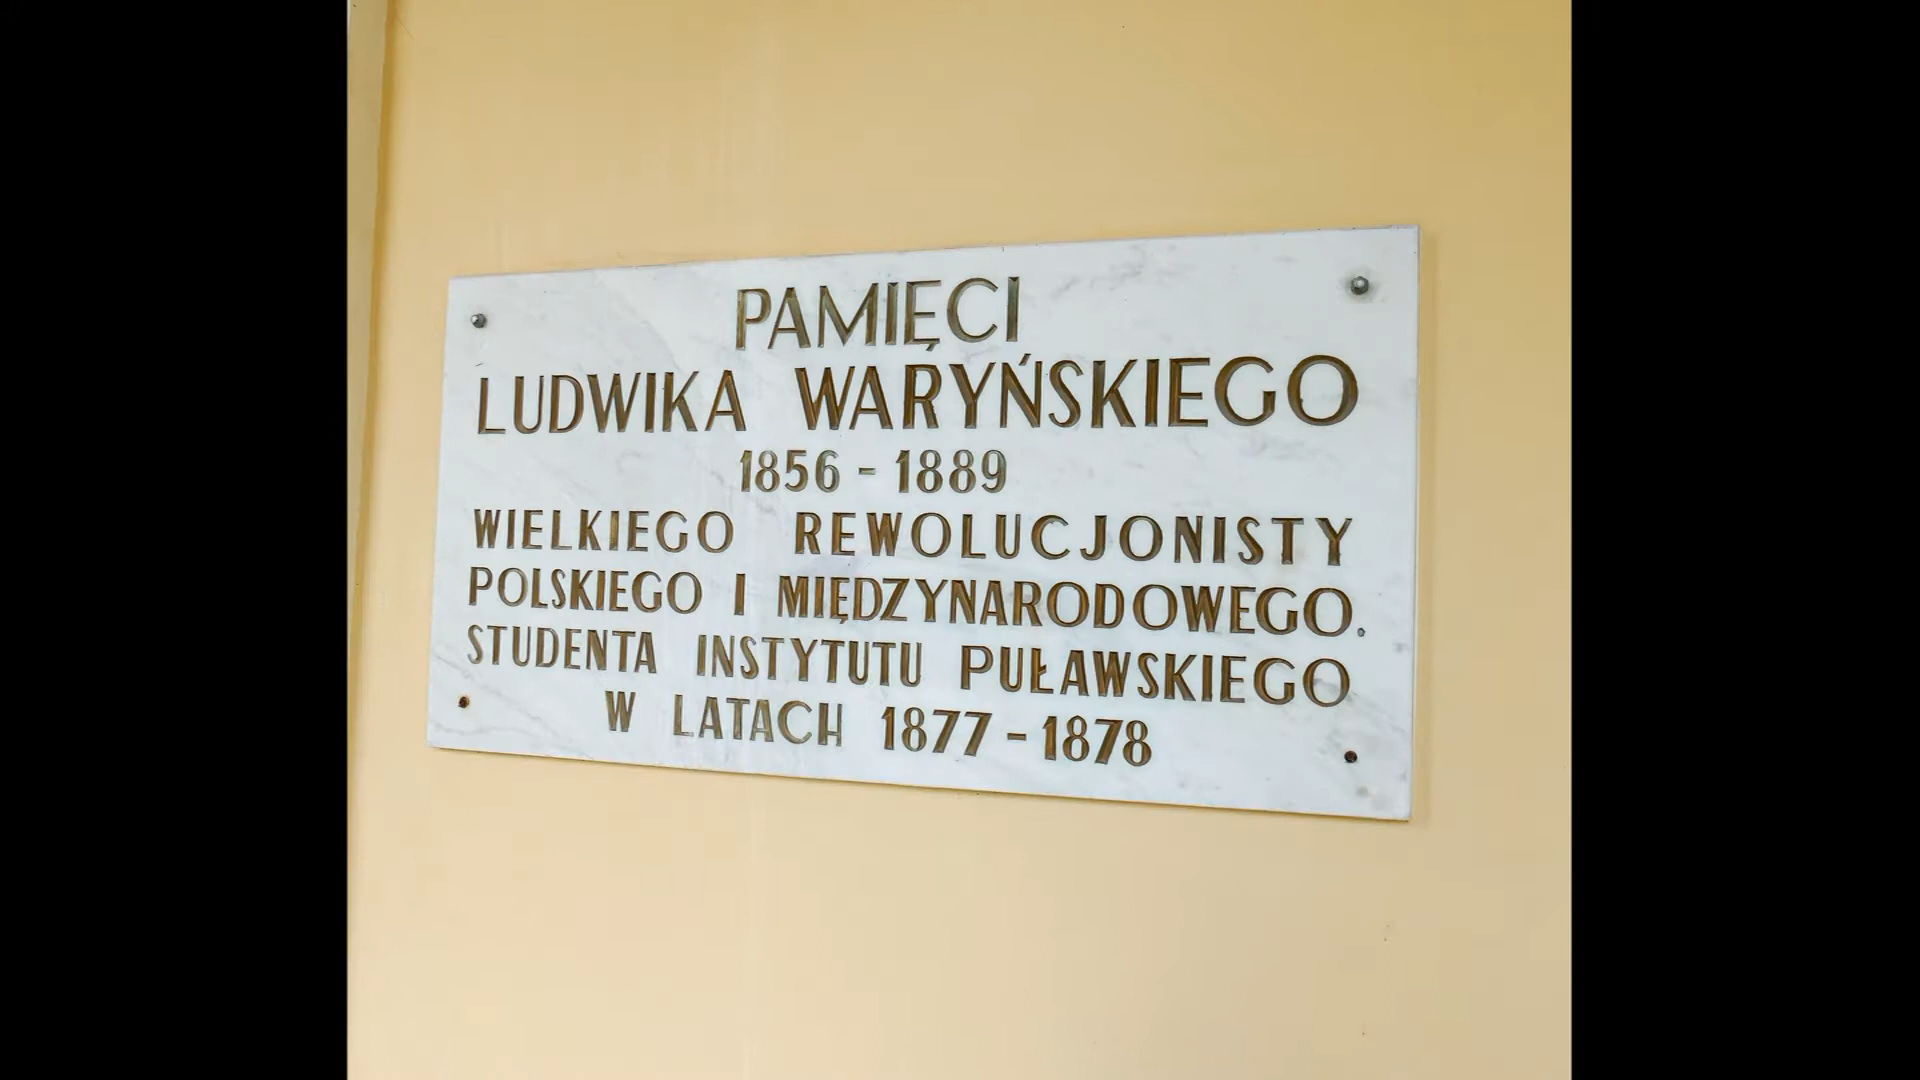 PAMIĘCI
LUDWIKA WARYŃSKIEGO
1856 - 1889
WIELKIEGO REWOLUCJONISTY
POLSKIEGO I MIĘDZYNARODOWEGO.
STUDENTA INSTYTUTU PUŁAWSKIEGO
W LATACH 1877 - 1878